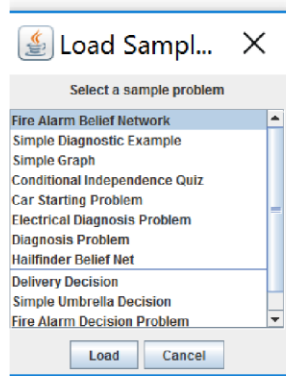 Load Sampl...
Select a sample problem
Fire Alarm Belief Network
Simple Diagnostic Example
Simple Graph
Conditional Independence Quiz
Car Starting Problem
Electrical Diagnosis Problem
Diagnosis Problem
Hailfinder Belief Net
Delivery Decision
Simple Umbrella Decision
Fire Alarm Decision Problem
Load Cancel